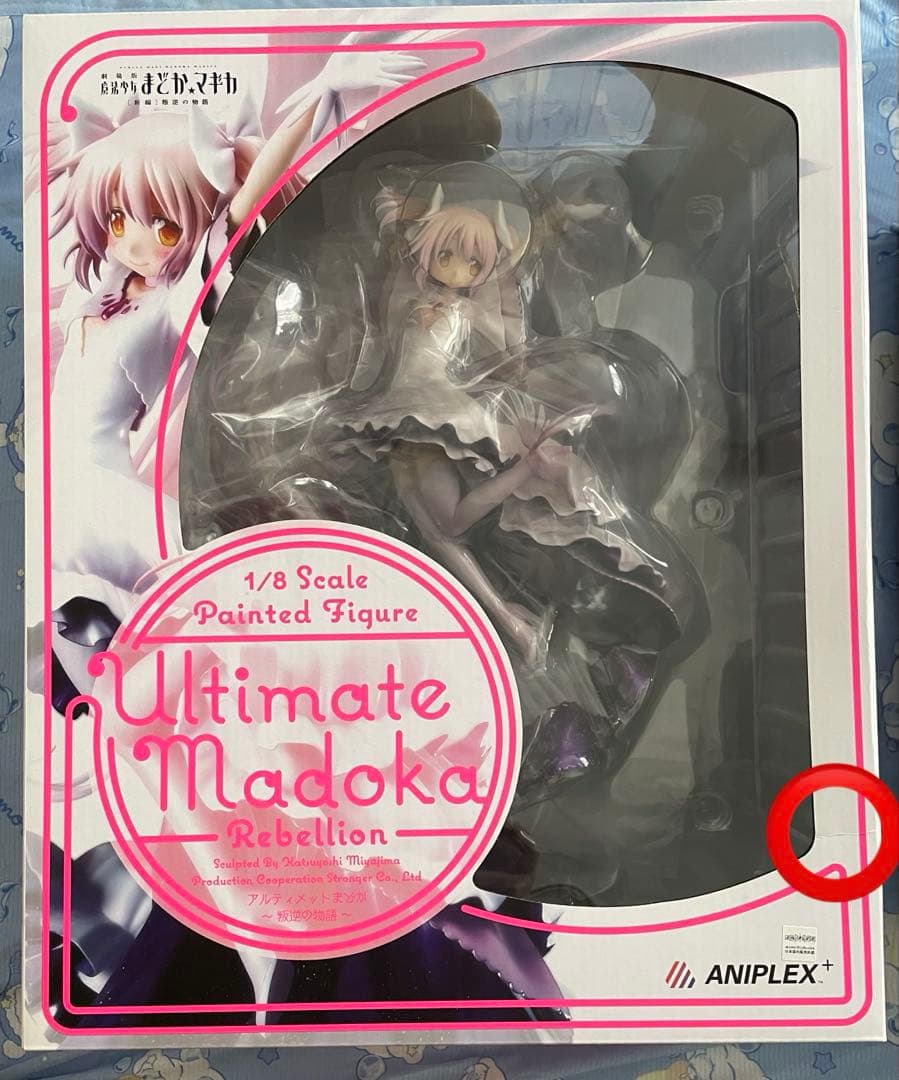 劇場版
魔法少女まどか☆マギカ
[新編]叛逆の物語
1/8 Scale
Painted Figure
Ultimate
Madoka
Rebellion
Sculpted By Katsuyoshi Miyajima
Production Cooperation Stronger Co., Ltd
アルティメットまどか
～ 叛逆の物語 ～
ANIPLEX+